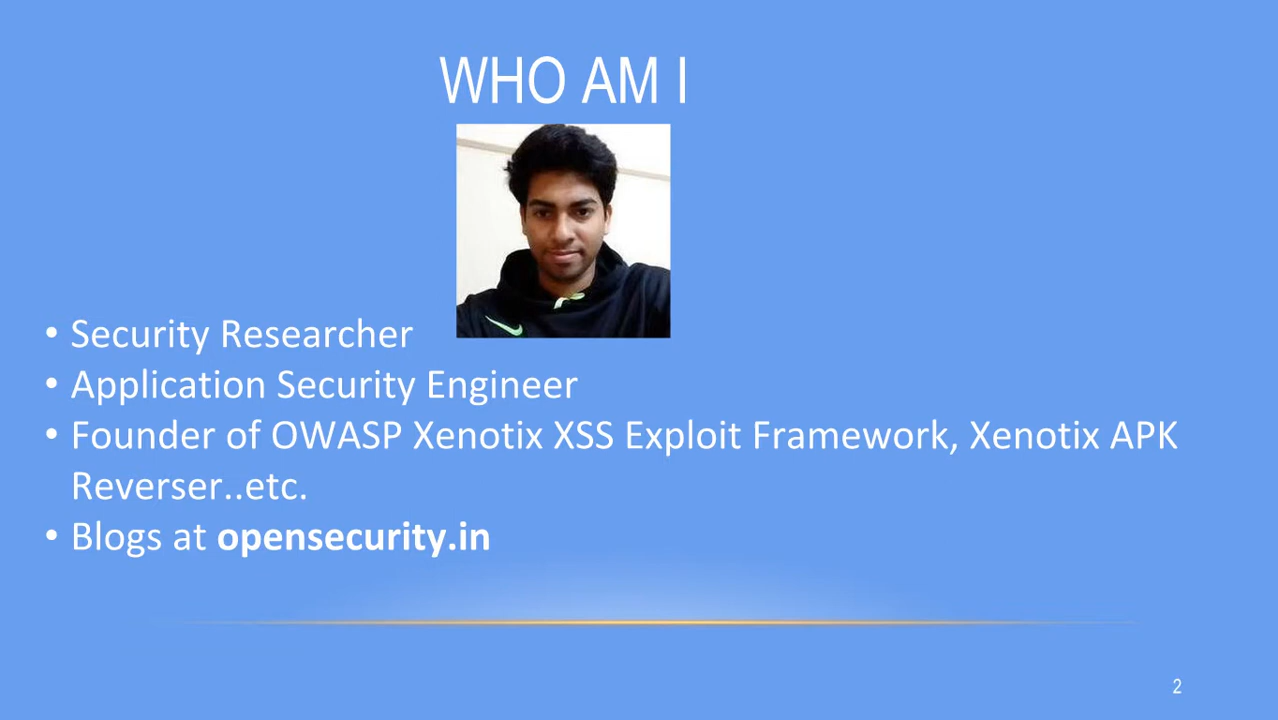 WHO AM I
• Security Researcher
• Application Security Engineer
• Founder of OWASP Xenotix XSS Exploit Framework, Xenotix APK
Reverser..etc.
• Blogs at opensecurity.in
2